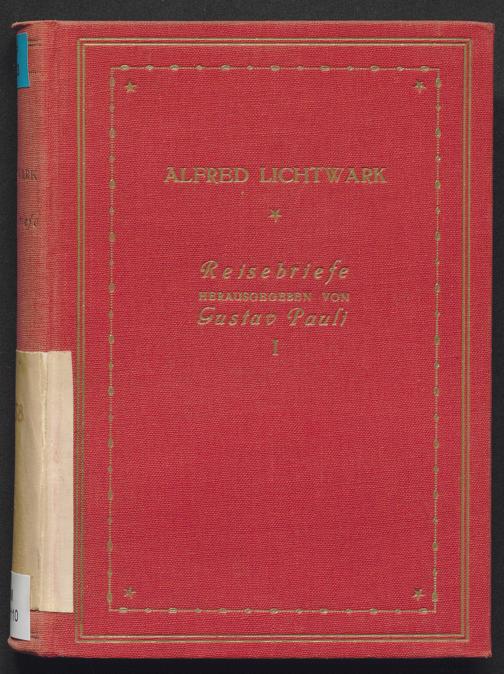 ALFRED LICHTWARK
Reisebriefe
HERAUSGEGEBEN VON
Gustav Pauli
I